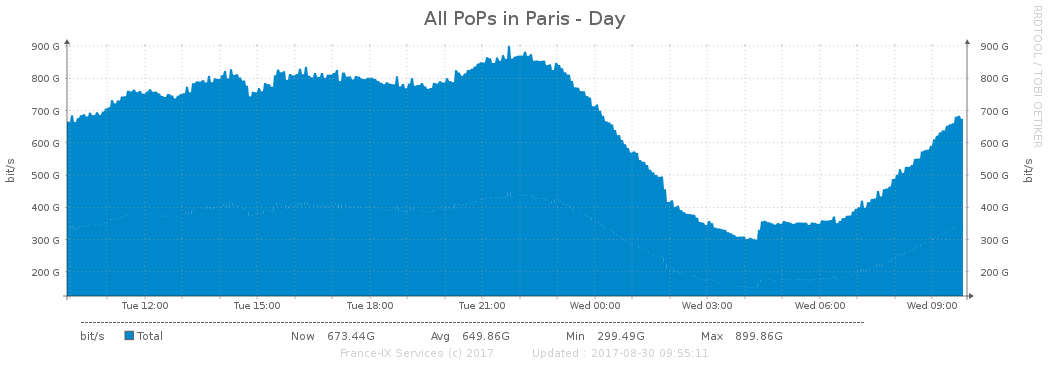 All PoPs in Paris - Day
RRDTOOL / TOBI OETIKER
bit/s
900 G 900 G
800 G 800 G
700 G 700 G
600 G 600 G
500 G 500 G
400 G 400 G
300 G 300 G
200 G 200 G
bit/s
Tue 12:00 Tue 15:00 Tue 18:00 Tue 21:00 Wed 00:00 Wed 03:00 Wed 06:00 Wed 09:00
bit/s Total Now 673.44G Avg 649.86G Min 299.49G Max 899.86G
France-IX Services (c) 2017 Updated : 2017-08-30 09:55:11